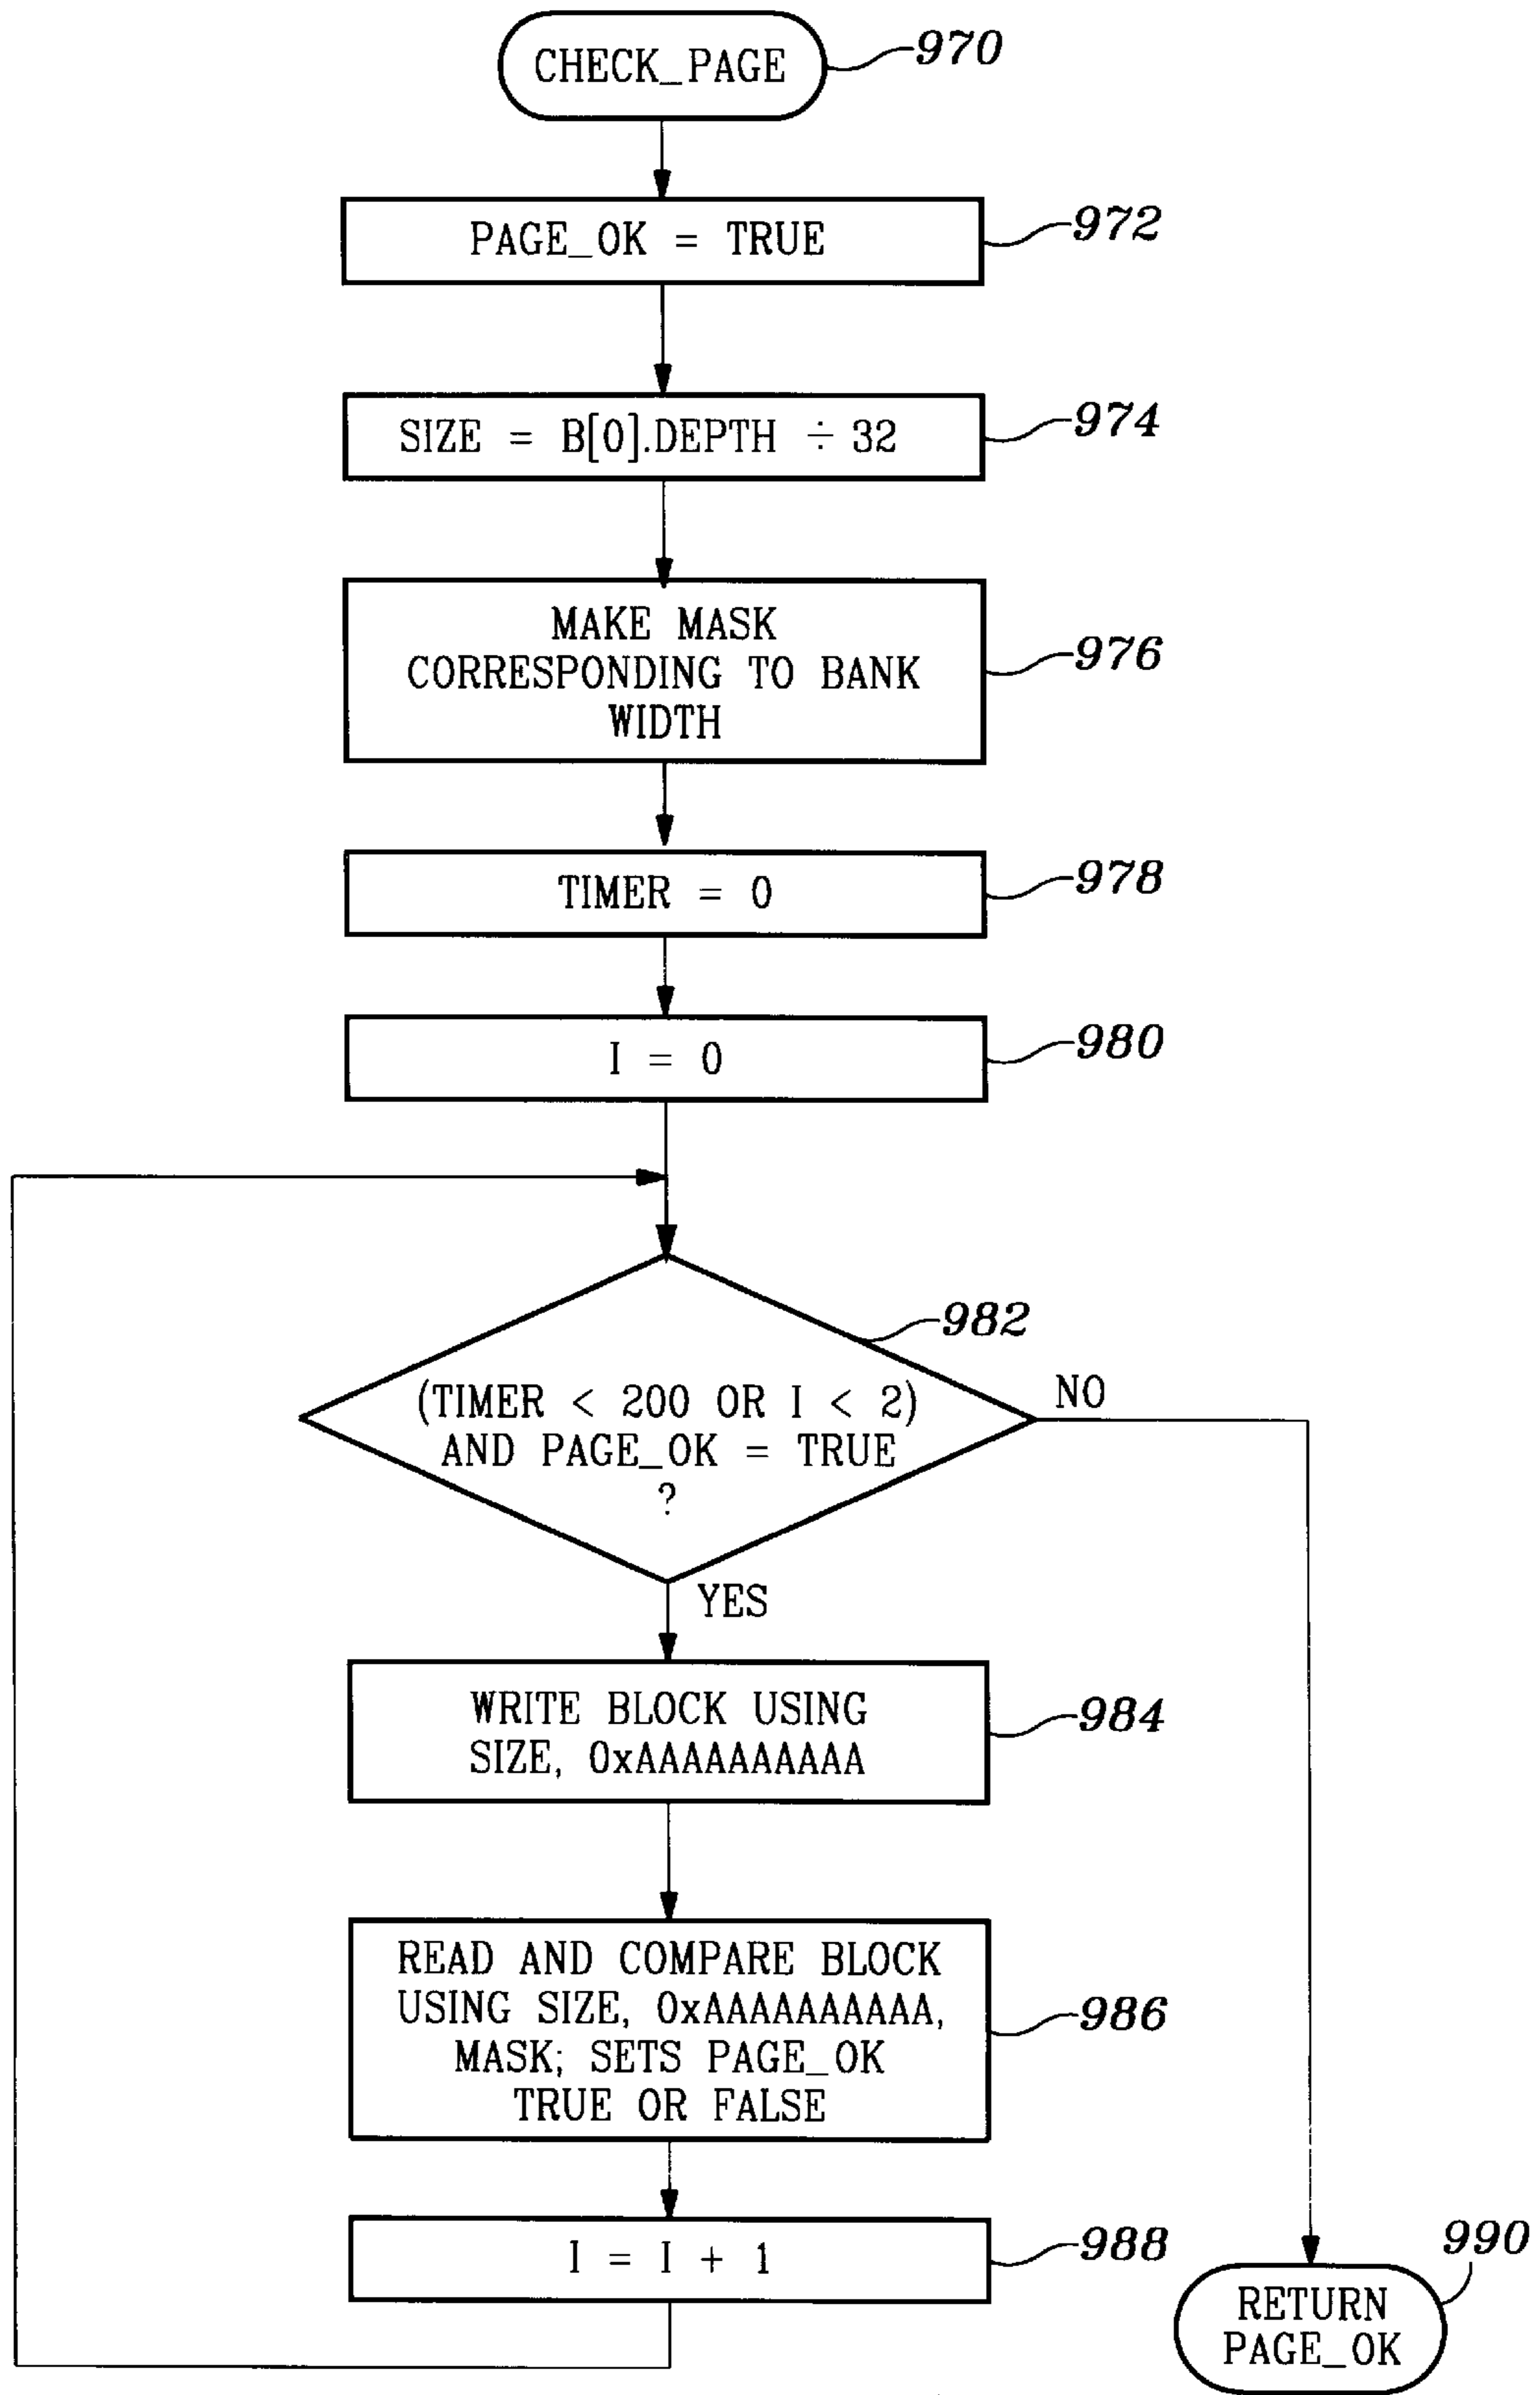 CHECK_PAGE
970
PAGE_OK = TRUE
972
SIZE = B[0].DEPTH ÷ 32
974
MAKE MASK
CORRESPONDING TO BANK
WIDTH
976
TIMER = 0
978
I = 0
980
982
(TIMER < 200 OR I < 2)
AND PAGE_OK = TRUE
?
NO
YES
WRITE BLOCK USING
SIZE, 0xAAAAAAAAAA
984
READ AND COMPARE BLOCK
USING SIZE, 0xAAAAAAAAAA,
MASK; SETS PAGE_OK
TRUE OR FALSE
986
I = I + 1
988
990
RETURN
PAGE_OK